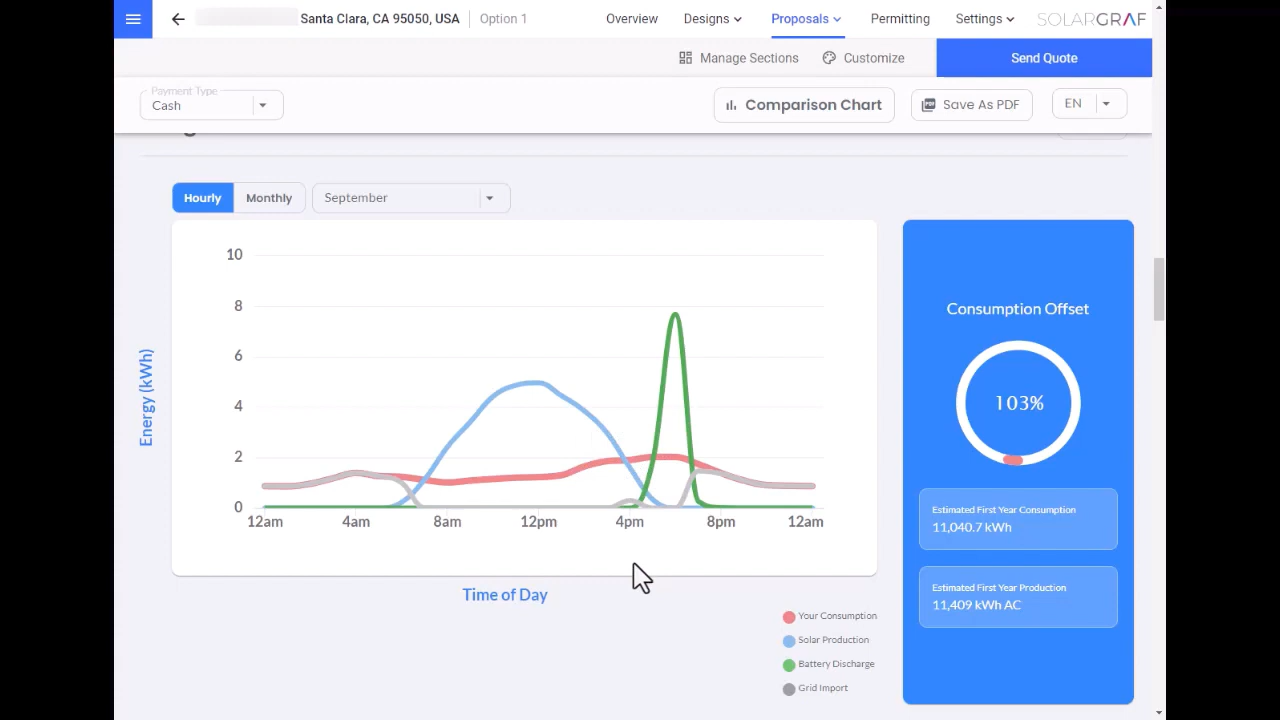 Santa Clara, CA 95050, USA Option 1 Overview Designs Proposals Permitting Settings SOLARGRAF
Manage Sections Customize Send Quote
Payment Type
Cash Comparison Chart PDF Save As PDF EN
Hourly Monthly September
10
8
6
4
2
0
12am 4am 8am 12pm 4pm 8pm 12am
Energy (kWh)
Time of Day
Your Consumption
Solar Production
Battery Discharge
Grid Import
Consumption Offset
103%
Estimated First Year Consumption
11,040.7 kWh
Estimated First Year Production
11,409 kWh AC